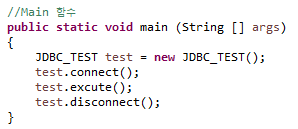 //Main 함수
public static void main (String [] args)
{
JDBC_TEST test = new JDBC_TEST();
test.connect();
test.excute();
test.disconnect();
}